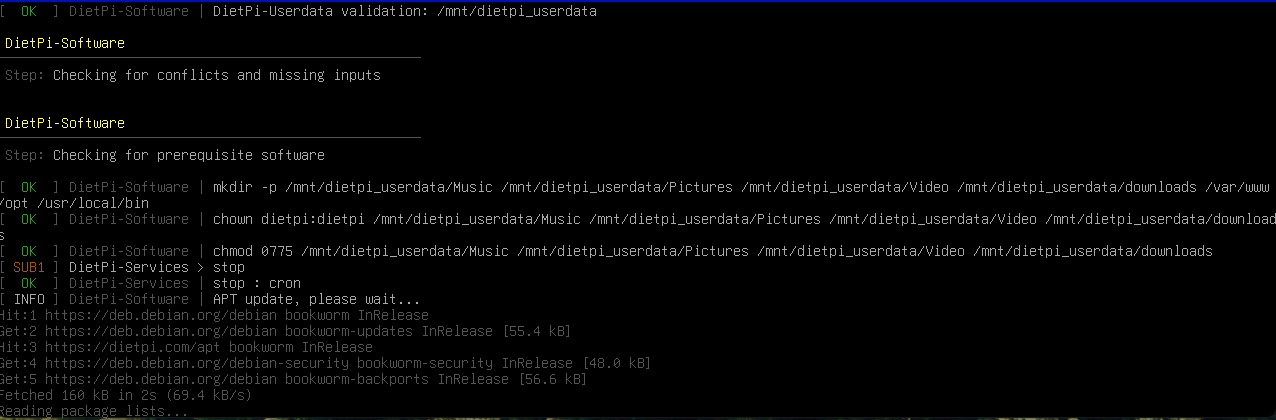 [  OK  ] DietPi-Software | DietPi-Userdata validation: /mnt/dietpi_userdata
DietPi-Software
Step: Checking for conflicts and missing inputs
DietPi-Software
Step: Checking for prerequisite software
[  OK  ] DietPi-Software | mkdir -p /mnt/dietpi_userdata/Music /mnt/dietpi_userdata/Pictures /mnt/dietpi_userdata/Video /mnt/dietpi_userdata/downloads /var/www
/opt /usr/local/bin
[  OK  ] DietPi-Software | chown dietpi:dietpi /mnt/dietpi_userdata/Music /mnt/dietpi_userdata/Pictures /mnt/dietpi_userdata/Video /mnt/dietpi_userdata/download
s
[  OK  ] DietPi-Software | chmod 0775 /mnt/dietpi_userdata/Music /mnt/dietpi_userdata/Pictures /mnt/dietpi_userdata/Video /mnt/dietpi_userdata/downloads
[ SUB1 ] DietPi-Services > stop
[  OK  ] DietPi-Services | stop : cron
[ INFO ] DietPi-Software | APT update, please wait...
Hit:1 https://deb.debian.org/debian bookworm InRelease
Get:2 https://deb.debian.org/debian bookworm-updates InRelease [55.4 kB]
Hit:3 https://dietpi.com/apt bookworm InRelease
Get:4 https://deb.debian.org/debian-security bookworm-security InRelease [48.0 kB]
Get:5 https://deb.debian.org/debian bookworm-backports InRelease [56.6 kB]
Fetched 160 kB in 2s (69.4 kB/s)
Reading package lists...